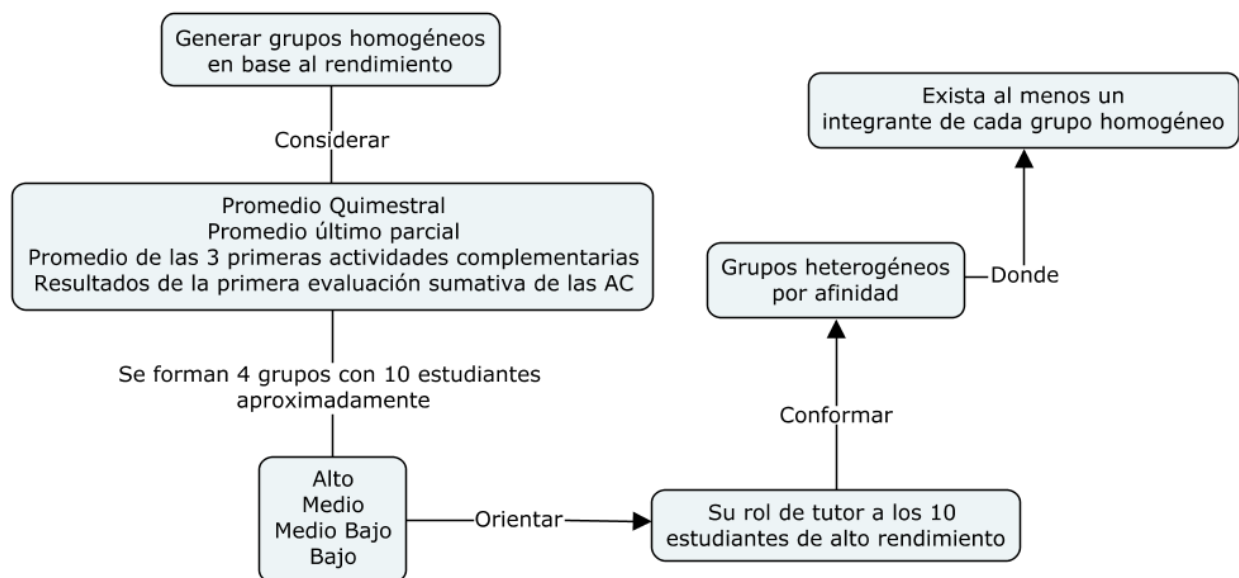 Generar grupos homogéneos
en base al rendimiento
Considerar
Promedio Quimestral
Promedio último parcial
Promedio de las 3 primeras actividades complementarias
Resultados de la primera evaluación sumativa de las AC
Se forman 4 grupos con 10 estudiantes
aproximadamente
Alto
Medio
Medio Bajo
Bajo
Orientar
Su rol de tutor a los 10
estudiantes de alto rendimiento
Conformar
Grupos heterogéneos
por afinidad
Donde
Exista al menos un
integrante de cada grupo homogéneo